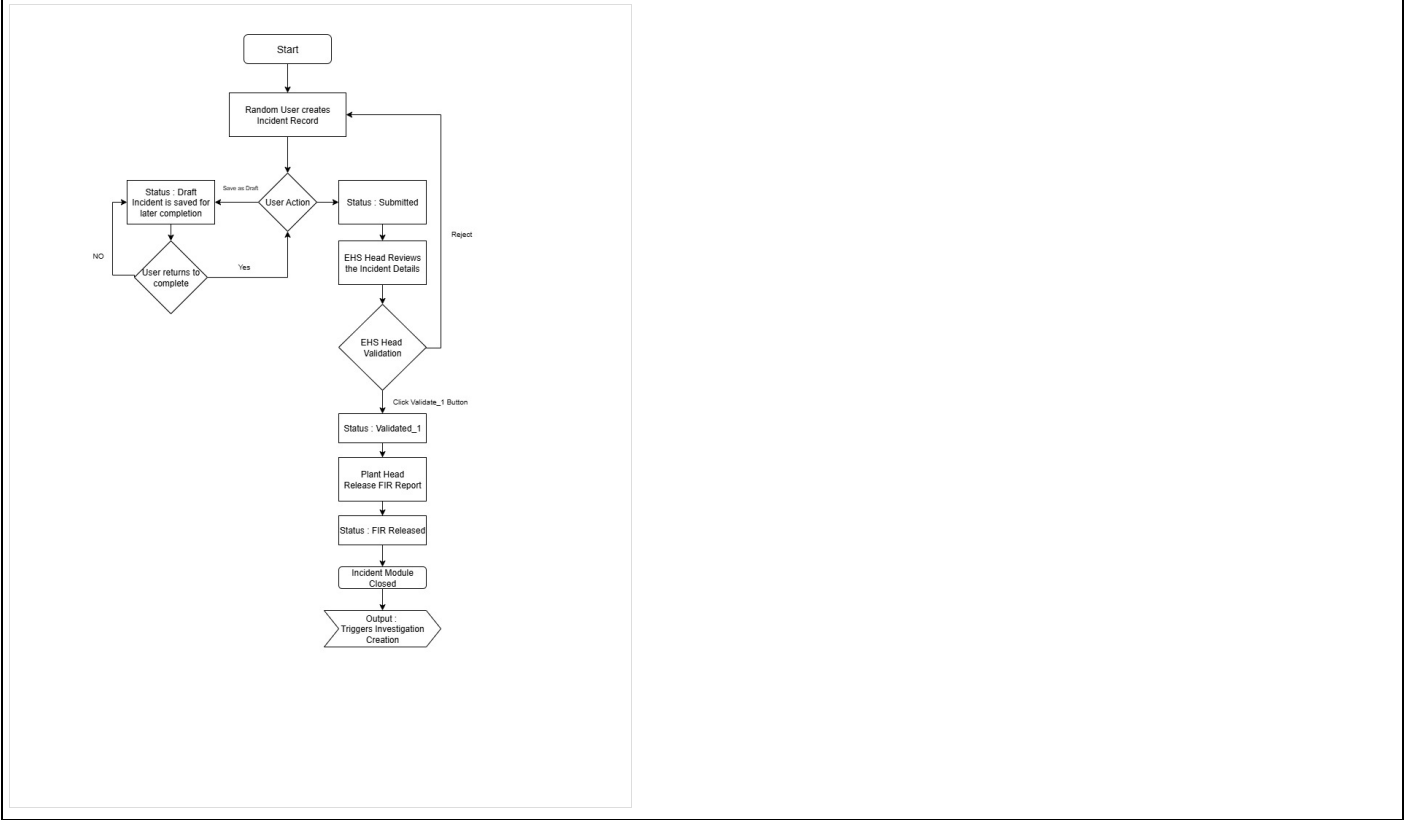 Start
Random User creates
Incident Record
Status : Draft
Incident is saved for
later completion
Save as Draft
User Action
Status : Submitted
Reject
EHS Head Reviews
the Incident Details
NO
User returns to
complete
Yes
EHS Head
Validation
Click Validate_1 Button
Status : Validated_1
Plant Head
Release FIR Report
Status : FIR Released
Incident Module
Closed
Output :
Triggers Investigation
Creation